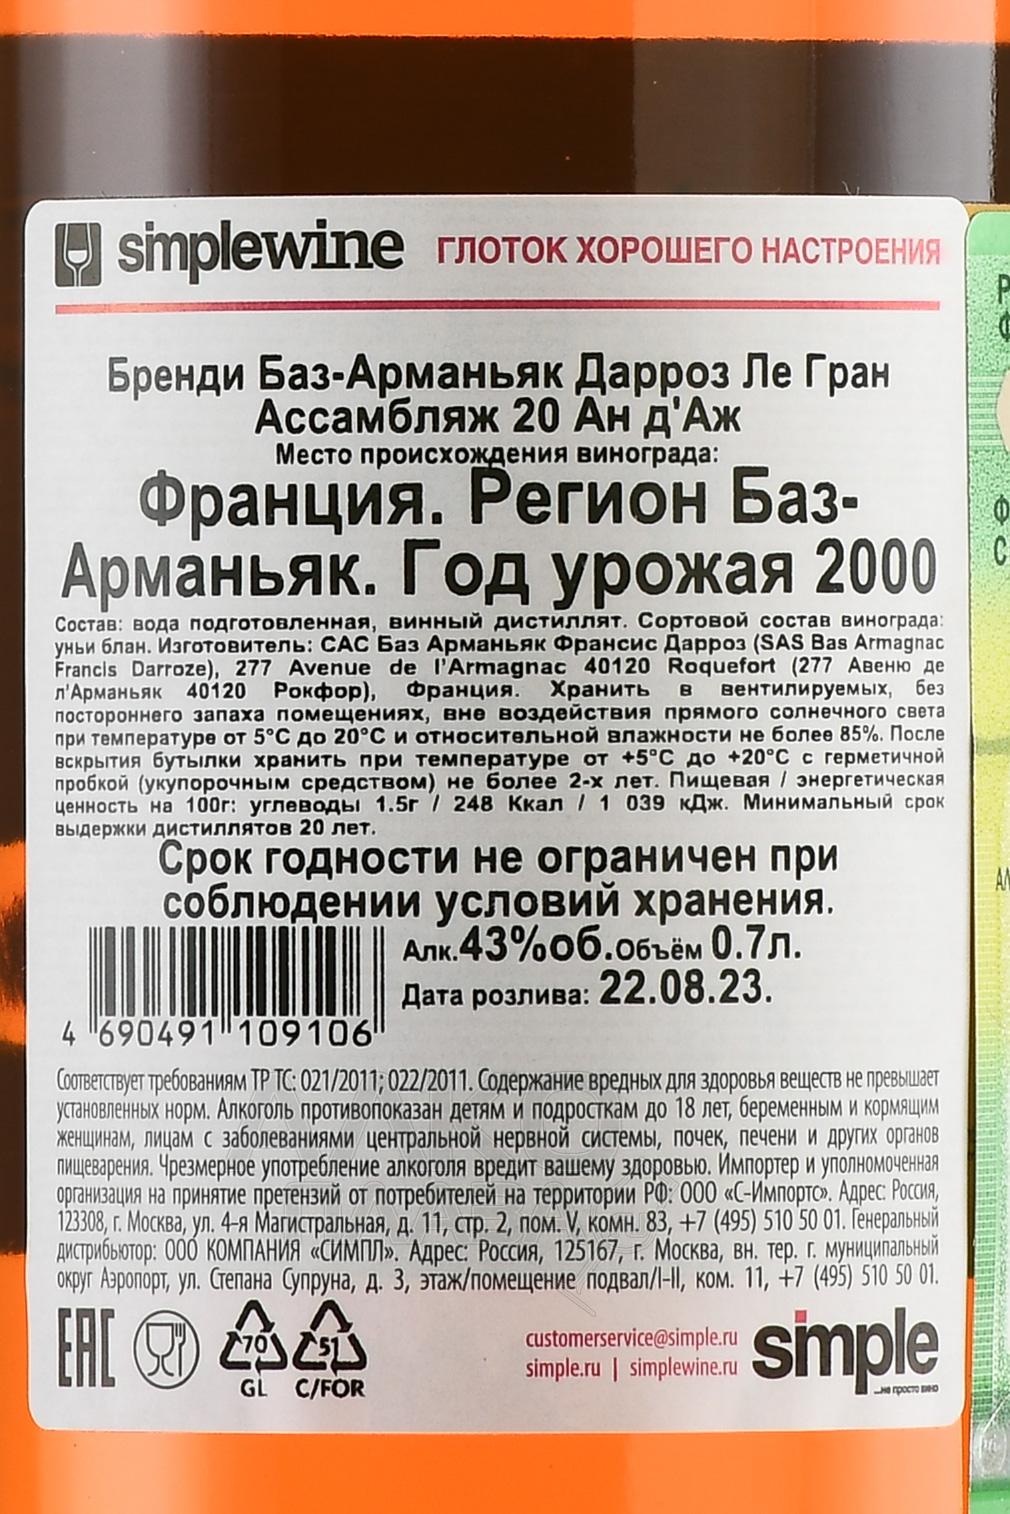 simplewine ГЛОТОК ХОРОШЕГО НАСТРОЕНИЯ
Бренди Баз-Арманьяк Дарроз Ле Гран
Ассамбляж 20 Ан д'Аж
Место происхождения винограда:
Франция. Регион Баз-
Арманьяк. Год урожая 2000
Состав: вода подготовленная, винный дистиллят. Сортовой состав винограда:
уньи блан. Изготовитель: САС Баз Арманьяк Франсис Дарроз (SAS Bas Armagnac
Francis Darroze), 277 Avenue de l'Armagnac 40120 Roquefort (277 Авеню де
л'Арманьяк 40120 Рокфор), Франция. Хранить в вентилируемых, без
постороннего запаха помещениях, вне воздействия прямого солнечного света
при температуре от 5°C до 20°C и относительной влажности не более 85%. После
вскрытия бутылки хранить при температуре от +5°C до +20°C с герметичной
пробкой (укупорочным средством) не более 2-х лет. Пищевая / энергетическая
ценность на 100г: углеводы 1.5г / 248 Ккал / 1 039 кДж. Минимальный срок
выдержки дистиллятов 20 лет.
Срок годности не ограничен при
соблюдении условий хранения.
Алк.43%об.Объём 0.7л.
Дата розлива: 22.08.23.
4 690491 109106
Соответствует требованиям ТР ТС: 021/2011; 022/2011. Содержание вредных для здоровья веществ не превышает
установленных норм. Алкоголь противопоказан детям и подросткам до 18 лет, беременным и кормящим
женщинам, лицам с заболеваниями центральной нервной системы, почек, печени и других органов
пищеварения. Чрезмерное употребление алкоголя вредит вашему здоровью. Импортер и уполномоченная
организация на принятие претензий от потребителей на территории РФ: ООО «С-Импортс». Адрес: Россия,
123308, г. Москва, ул. 4-я Магистральная, д. 11, стр. 2, пом. V, комн. 83, +7 (495) 510 50 01. Генеральный
дистрибьютор: ООО КОМПАНИЯ «СИМПЛ». Адрес: Россия, 125167, г. Москва, вн. тер. г. муниципальный
округ Аэропорт, ул. Степана Супруна, д. 3, этаж/помещение подвал/I-II, ком. 11, +7 (495) 510 50 01.
EAC 70 GL 51 C/FOR
customerservice@simple.ru
simple.ru | simplewine.ru
simple
...не просто вино